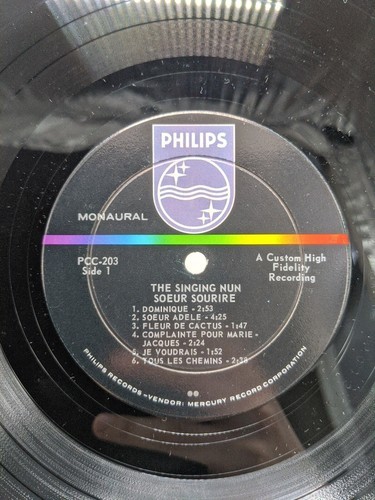 PHILIPS
MONAURAL
PCC-203
Side 1
A Custom High
Fidelity
Recording
THE SINGING NUN
SOEUR SOURIRE
1. DOMINIQUE - 2:53
2. SOEUR ADELE - 4:25
3. FLEUR DE CACTUS - 1:47
4. COMPLAINTE POUR MARIE-
JACQUES - 2:24
5. JE VOUDRAIS - 1:52
6. TOUS LES CHEMINS - 2:38
PHILIPS RECORDS • VENDOR: MERCURY RECORD CORPORATION